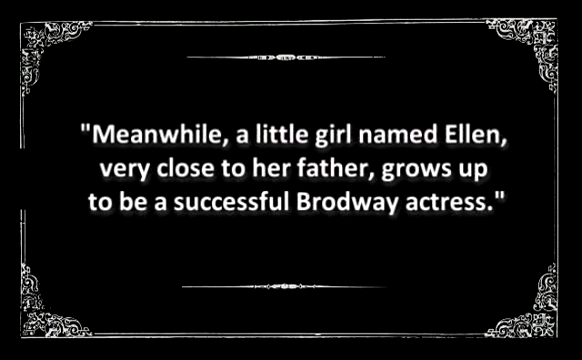 "Meanwhile, a little girl named Ellen,
very close to her father, grows up
to be a successful Brodway actress."